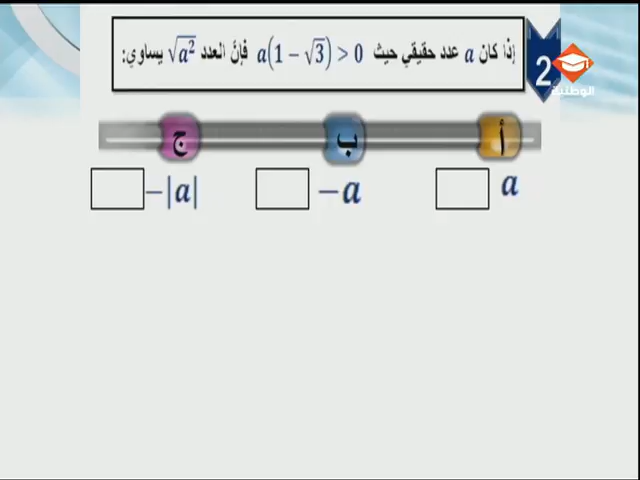 إذا كان a عدد حقيقي حيث a(1 − √3) > 0 فإنّ العدد √a² يساوي:
2
الوطنية
أ ب ج
a −a −|a|